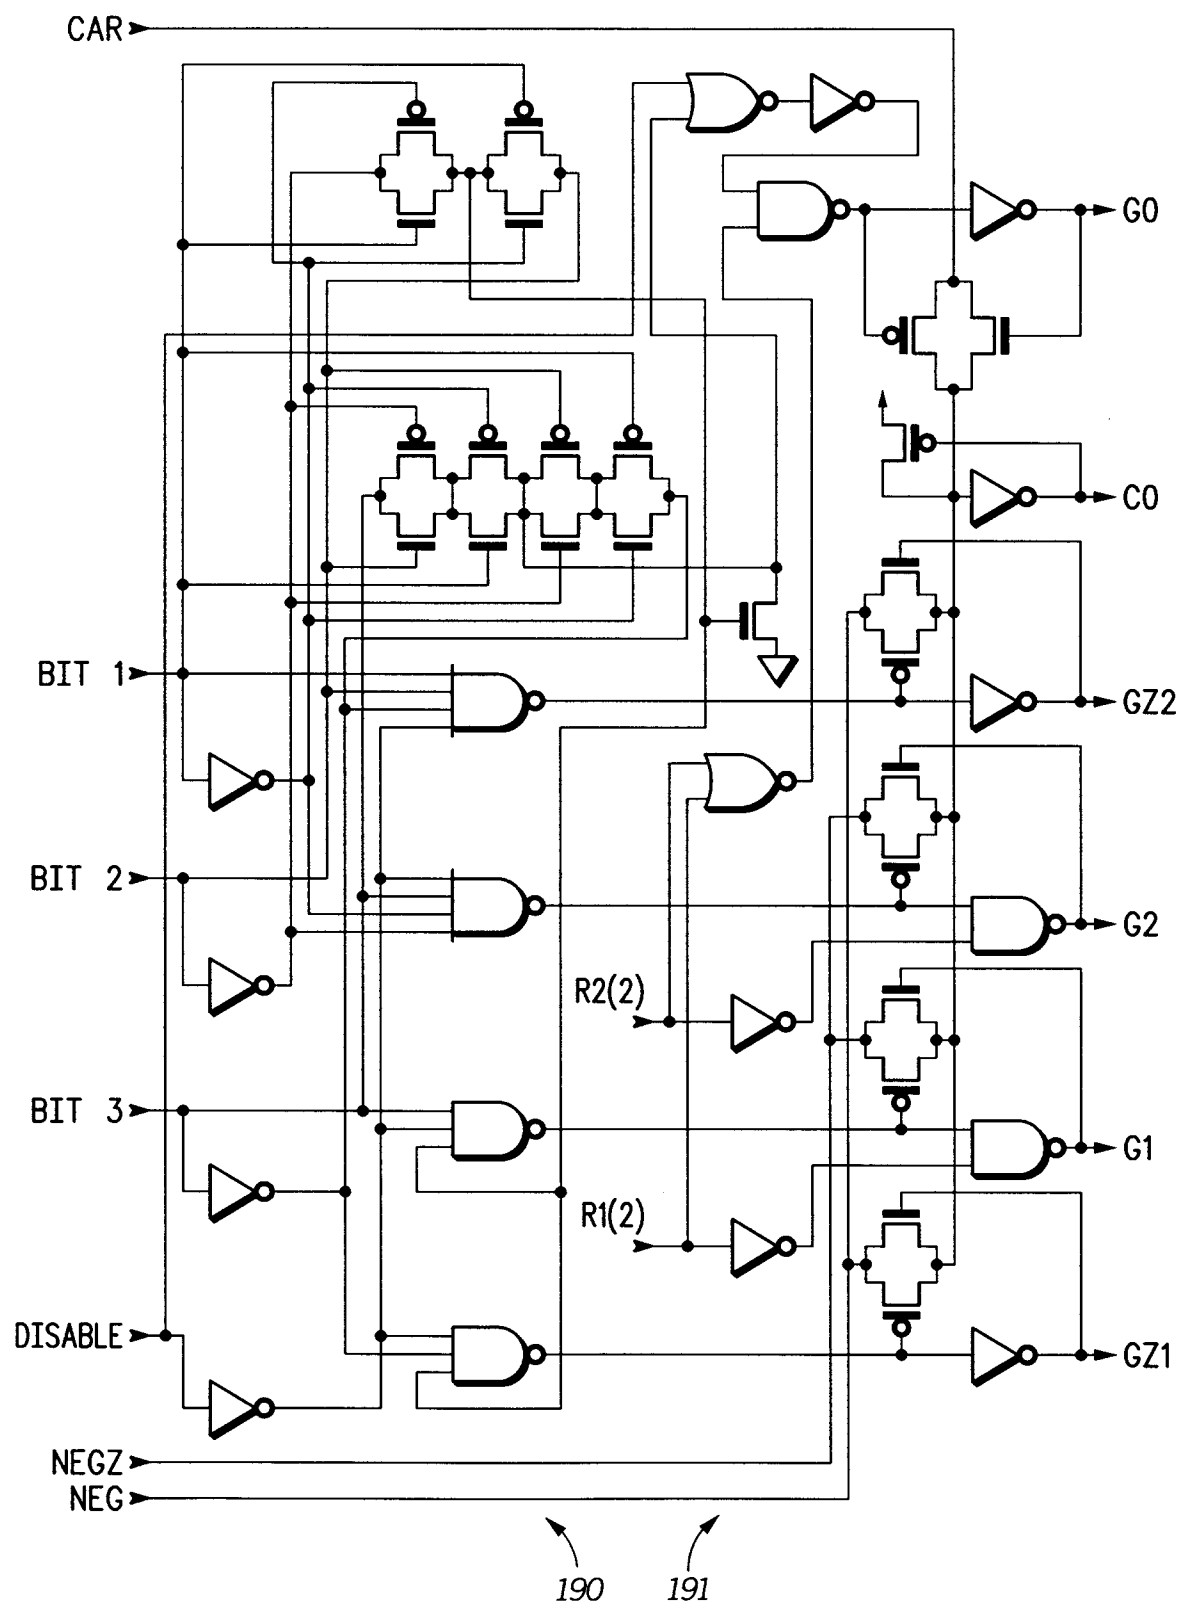 CAR
G0
C0
BIT 1
GZ2
BIT 2
G2
R2(2)
BIT 3
G1
R1(2)
DISABLE
GZ1
NEGZ
NEG
190 191